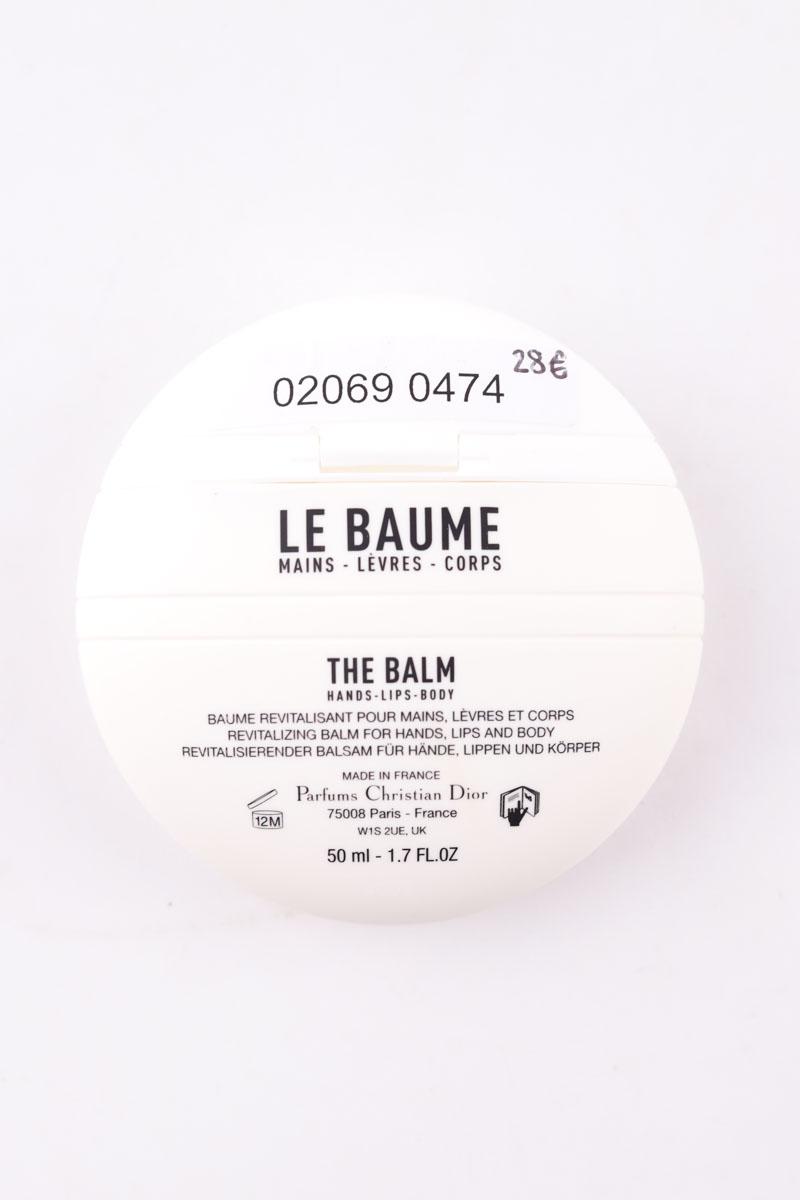 28€
02069 0474
LE BAUME
MAINS - LÈVRES - CORPS
THE BALM
HANDS-LIPS-BODY
BAUME REVITALISANT POUR MAINS, LÈVRES ET CORPS
REVITALIZING BALM FOR HANDS, LIPS AND BODY
REVITALISIERENDER BALSAM FÜR HÄNDE, LIPPEN UND KÖRPER
MADE IN FRANCE
Parfums Christian Dior
12M
75008 Paris - France
W1S 2UE, UK
50 ml - 1.7 FL.OZ